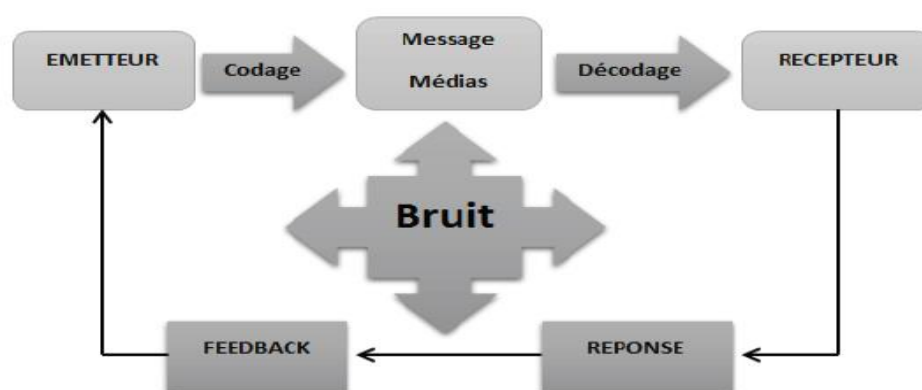 EMETTEUR
Codage
Message
Médias
Décodage
RECEPTEUR
Bruit
FEEDBACK
REPONSE